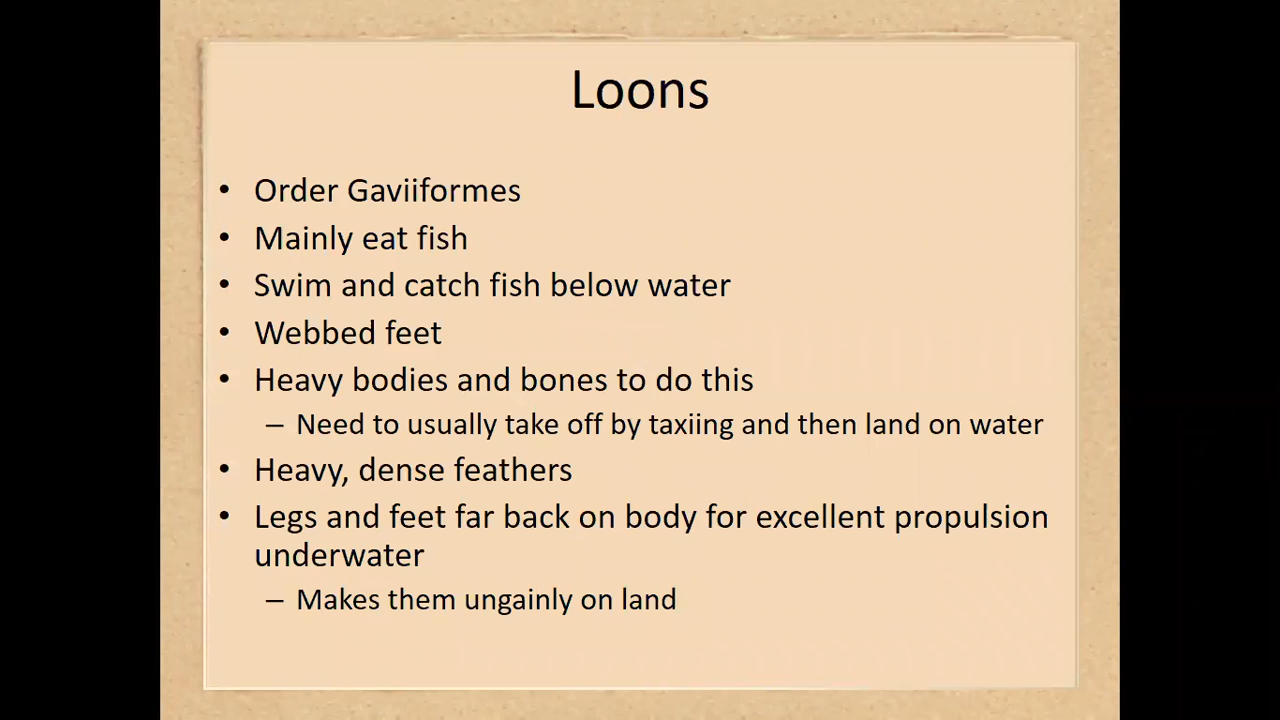 Loons
• Order Gaviiformes
• Mainly eat fish
• Swim and catch fish below water
• Webbed feet
• Heavy bodies and bones to do this
– Need to usually take off by taxiing and then land on water
• Heavy, dense feathers
• Legs and feet far back on body for excellent propulsion
underwater
– Makes them ungainly on land